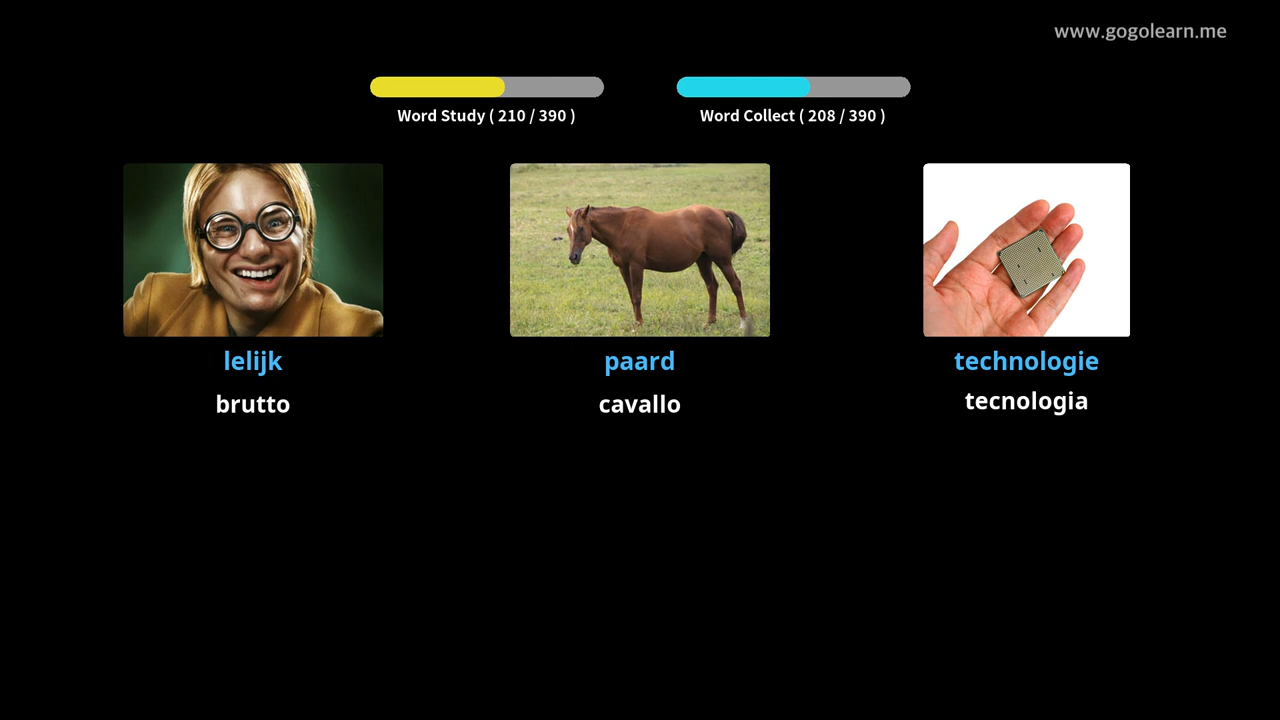 www.gogolearn.me
Word Study ( 210 / 390 )
Word Collect ( 208 / 390 )
lelijk
paard
technologie
brutto
cavallo
tecnologia